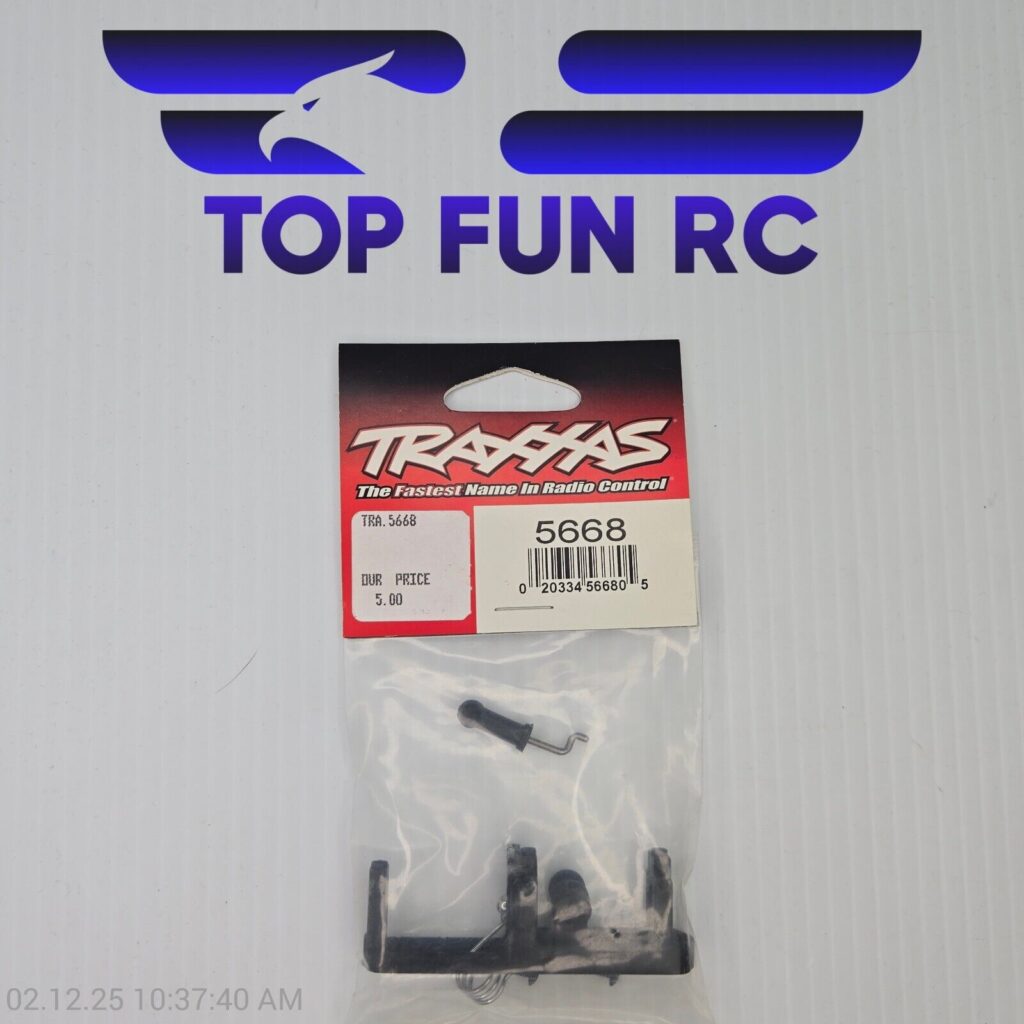 TOP FUN RC
TRAXXAS
The Fastest Name In Radio Control
TRA.5668
OUR PRICE
5.00
5668
0 20334 56680 5
02.12.25 10:37:40 AM